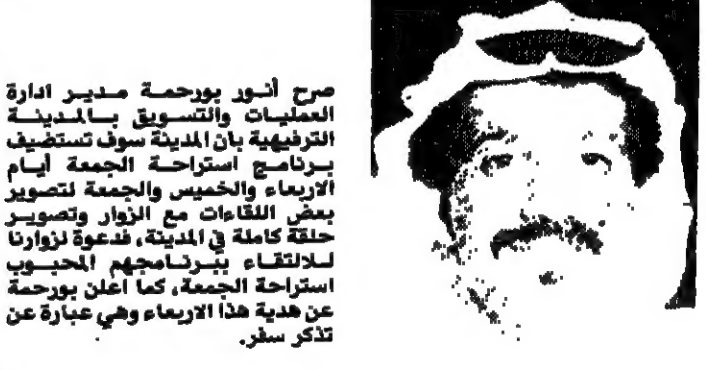 صرح أنور بورحمة مدير ادارة
العمليات والتسويق بالمدينة
الترفيهية بان المدينة سوف تستضيف
برنامج استراحة الجمعة أيام
الاربعاء والخميس والجمعة لتصوير
بعض اللقاءات مع الزوار وتصوير
حلقة كاملة في المدينة، فدعوة لزوارنا
للالتقاء ببرنامجهم المحبوب
استراحة الجمعة، كما اعلن بورحمة
عن هدية هذا الاربعاء وهي عبارة عن
تذكر سفر.